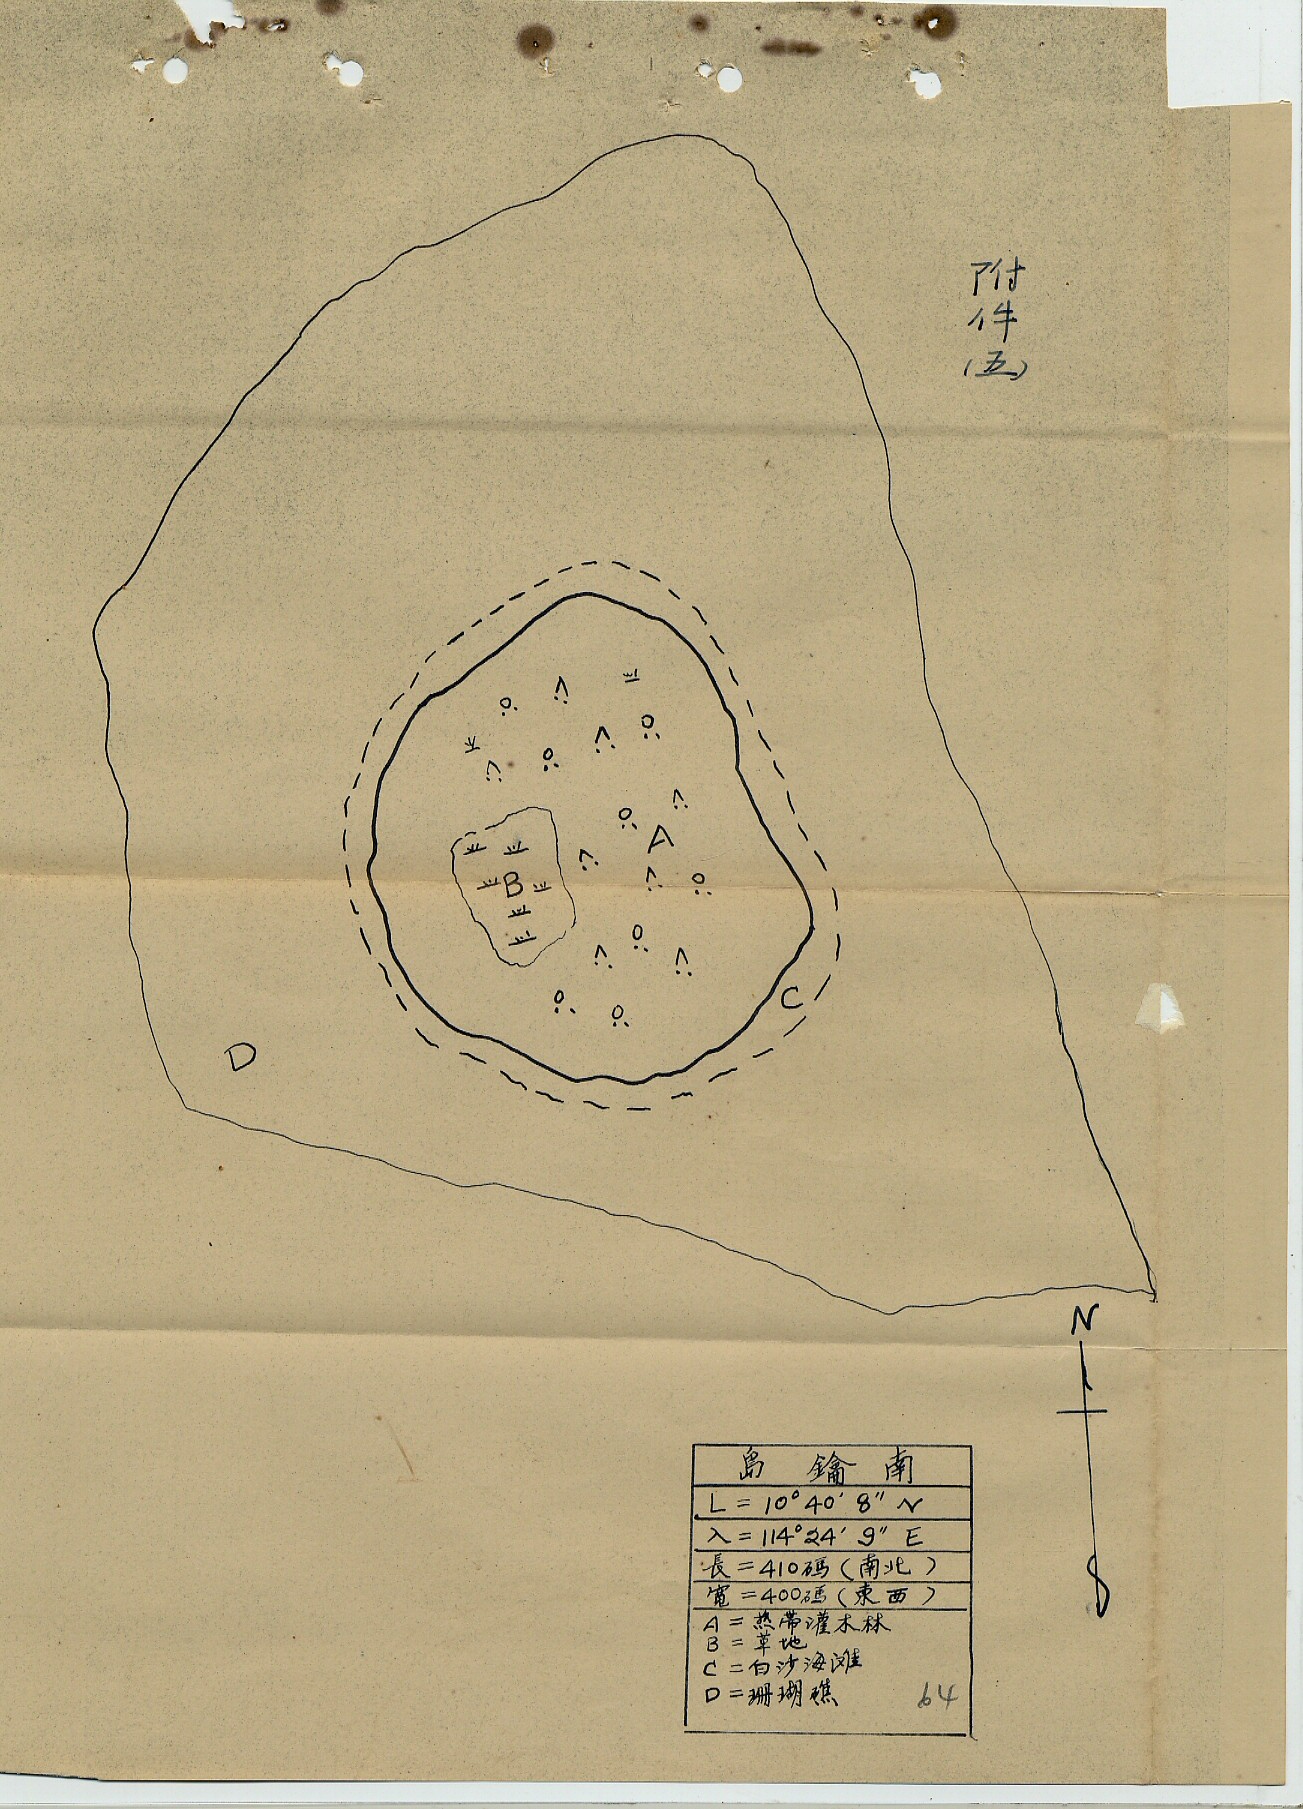 附
件
(五)
A
B
C
D
N
島鑰南
L = 10° 40' 8" N
入 = 114° 24' 9" E
長 = 410碼(南北)
寬 = 400碼(東西)
A = 熱帶灌木林
B = 草地
C = 白沙海灘
D = 珊瑚礁
64